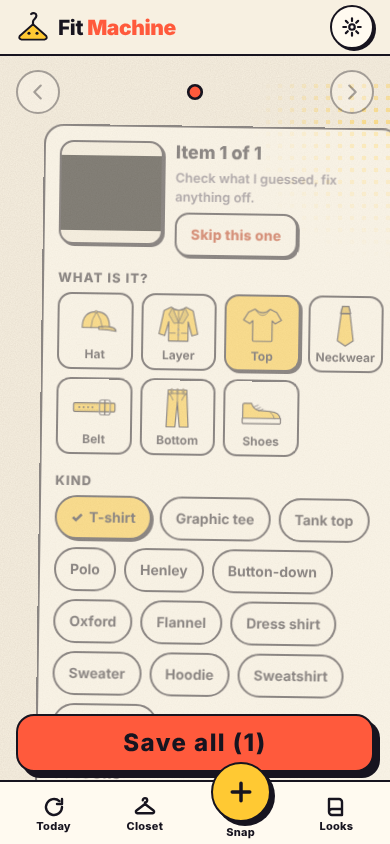 Fit Machine
Item 1 of 1
Check what I guessed, fix
anything off.
Skip this one
WHAT IS IT?
Hat
Layer
Top
Neckwear
Belt
Bottom
Shoes
KIND
T-shirt
Graphic tee
Tank top
Polo
Henley
Button-down
Oxford
Flannel
Dress shirt
Sweater
Hoodie
Sweatshirt
Save all (1)
Today
Closet
Snap
Looks